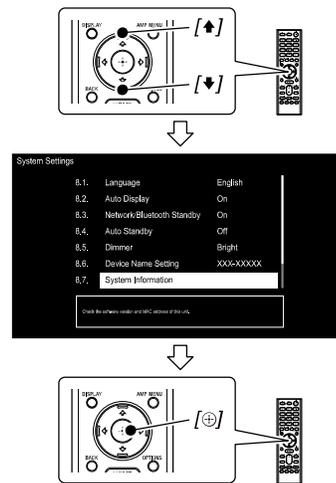 DISPLAY AMP MENU
[↑]
[↓]
BACK
System Settings
8.1. Language English
8.2. Auto Display On
8.3. Network/Bluetooth Standby On
8.4. Auto Standby Off
8.5. Dimmer Bright
8.6. Device Name Setting XXX-XXXXX
8.7. System Information
Check the software version and MAC address of this unit.
DISPLAY AMP MENU
[⊕]
BACK OPTIONS